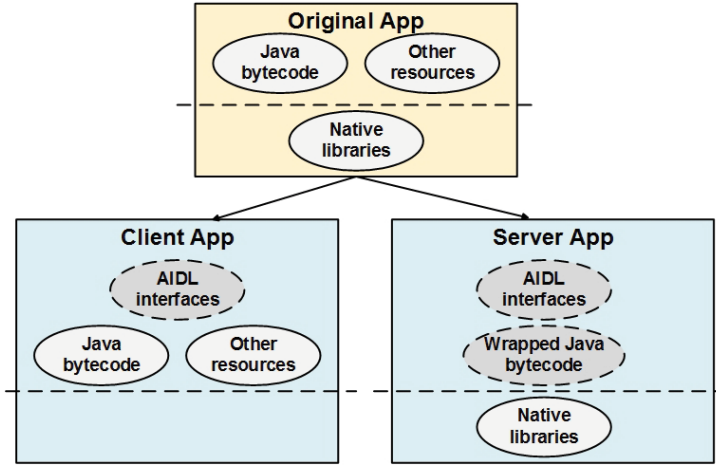 Original App
Java
bytecode
Other
resources
Native
libraries
Client App
AIDL
interfaces
Java
bytecode
Other
resources
Server App
AIDL
interfaces
Wrapped Java
bytecode
Native
libraries